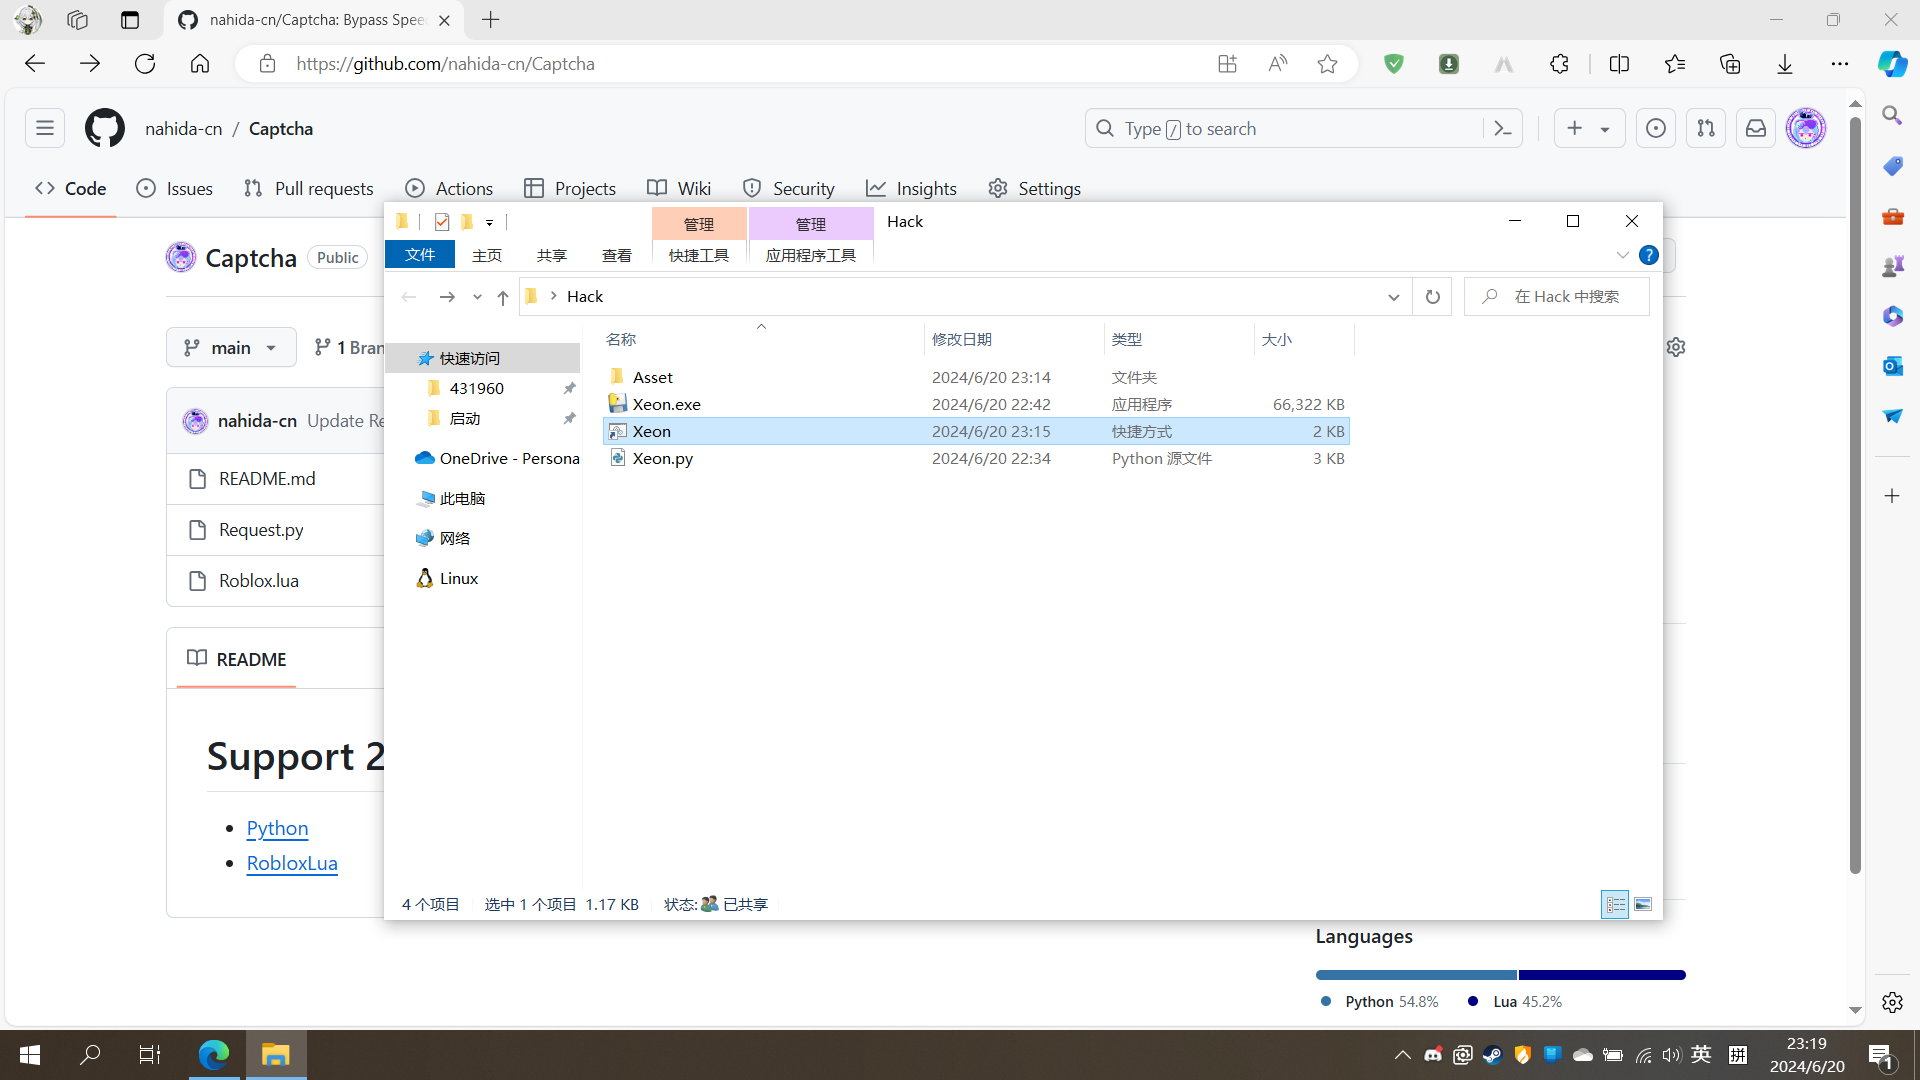 nahida-cn/Captcha: Bypass Spee
https://github.com/nahida-cn/Captcha
nahida-cn / Captcha
Type / to search
Code
Issues
Pull requests
Actions
Projects
Wiki
Security
Insights
Settings
Captcha
Public
main
1 Bran
nahida-cn Update Re
README.md
Request.py
Roblox.lua
README
Support 2
Python
RobloxLua
管理
管理
Hack
文件
主页
共享
查看
快捷工具
应用程序工具
Hack
在 Hack 中搜索
快速访问
431960
启动
OneDrive - Persona
此电脑
网络
Linux
名称 修改日期 类型 大小
Asset 2024/6/20 23:14 文件夹
Xeon.exe 2024/6/20 22:42 应用程序 66,322 KB
Xeon 2024/6/20 23:15 快捷方式 2 KB
Xeon.py 2024/6/20 22:34 Python 源文件 3 KB
4 个项目 选中 1 个项目 1.17 KB 状态: 已共享
Languages
Python 54.8% Lua 45.2%
英
拼
23:19
2024/6/20
1